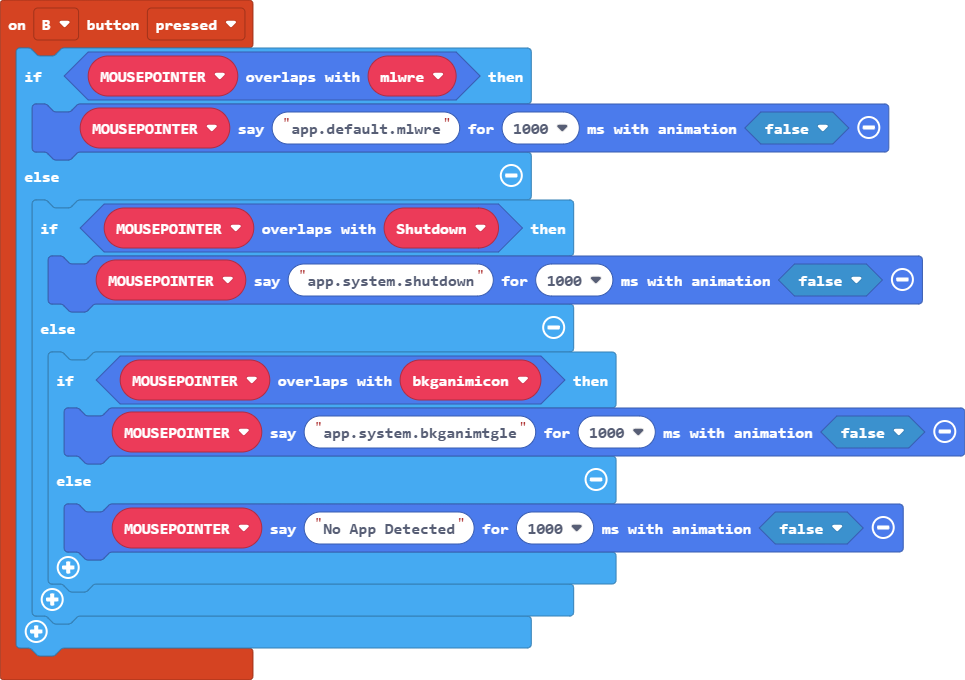 on B button pressed
if MOUSEPOINTER overlaps with mlwre then
MOUSEPOINTER say "app.default.mlwre" for 1000 ms with animation false
else
if MOUSEPOINTER overlaps with Shutdown then
MOUSEPOINTER say "app.system.shutdown" for 1000 ms with animation false
else
if MOUSEPOINTER overlaps with bkganimicon then
MOUSEPOINTER say "app.system.bkganimtgle" for 1000 ms with animation false
else
MOUSEPOINTER say "No App Detected" for 1000 ms with animation false